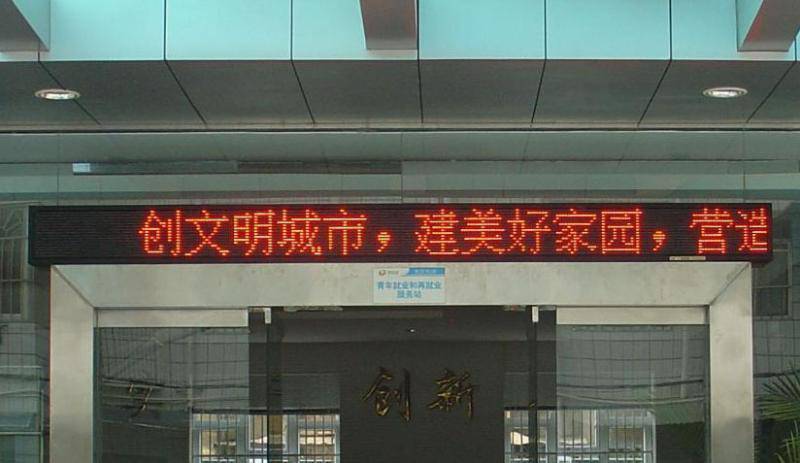 创文明城市，建美好家园，营造
青年就业和再就业
服务站
创新